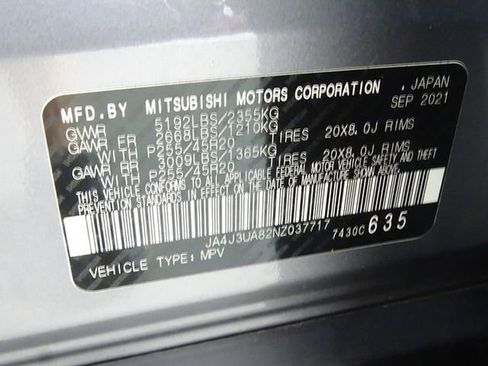 MFD.BY MITSUBISHI MOTORS CORPORATION . JAPAN
SEP 2021
GVWR 5192LBS/2355KG
GAWR FR 2668LBS/1210KG
WITH P255/45R20 TIRES 20X8.0J RIMS
GAWR RR 3009LBS/1365KG
WITH P255/45R20 TIRES 20X8.0J RIMS
THIS VEHICLE CONFORMS TO ALL APPLICABLE FEDERAL MOTOR VEHICLE SAFETY AND THEFT
PREVENTION STANDARDS IN EFFECT ON THE DATE OF MANUFACTURE SHOWN ABOVE.
JA4J3UA82NZ037717 7430C 635
VEHICLE TYPE: MPV